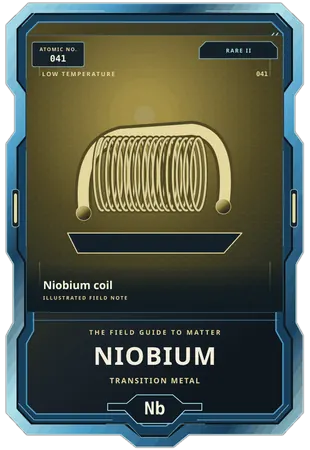 ATOMIC NO.
041
RARE II
LOW TEMPERATURE
041
Niobium coil
ILLUSTRATED FIELD NOTE
THE FIELD GUIDE TO MATTER
NIOBIUM
TRANSITION METAL
Nb